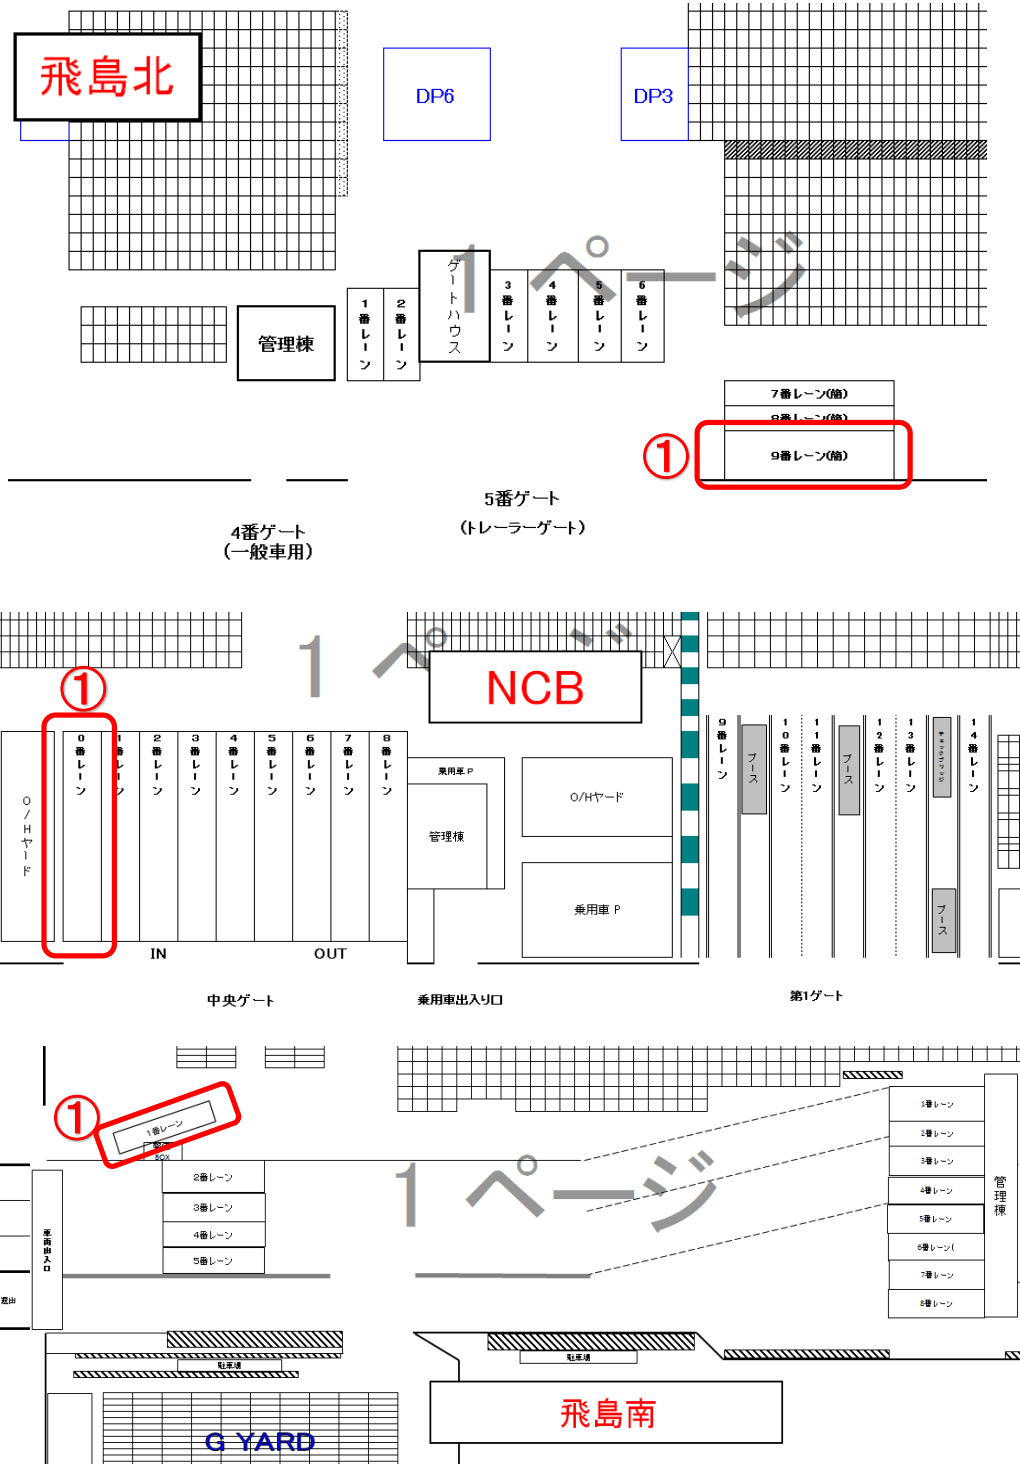 飛島北
DP6
DP3
1 ページ
ゲートハウス
1番レーン
2番レーン
3番レーン
4番レーン
5番レーン
6番レーン
管理棟
7番レーン(箱)
8番レーン(箱)
①
9番レーン(箱)
5番ゲート
(トレーラーゲート)
4番ゲート
(一般車用)
1 ページ
NCB
①
O/Hヤード
0番レーン
1番レーン
2番レーン
3番レーン
4番レーン
5番レーン
6番レーン
7番レーン
8番レーン
乗用車 P
管理棟
O/Hヤード
乗用車 P
9番レーン
ブース
10番レーン
11番レーン
ブース
12番レーン
13番レーン
14番レーン
ブース
IN
OUT
中央ゲート
乗用車出入り口
第1ゲート
①
1番レーン
BOX
2番レーン
3番レーン
4番レーン
5番レーン
車両出入口
1 ページ
1番レーン
2番レーン
3番レーン
4番レーン
5番レーン
6番レーン(
7番レーン
8番レーン
管理棟
駐車場
駐車場
飛島南
G YARD